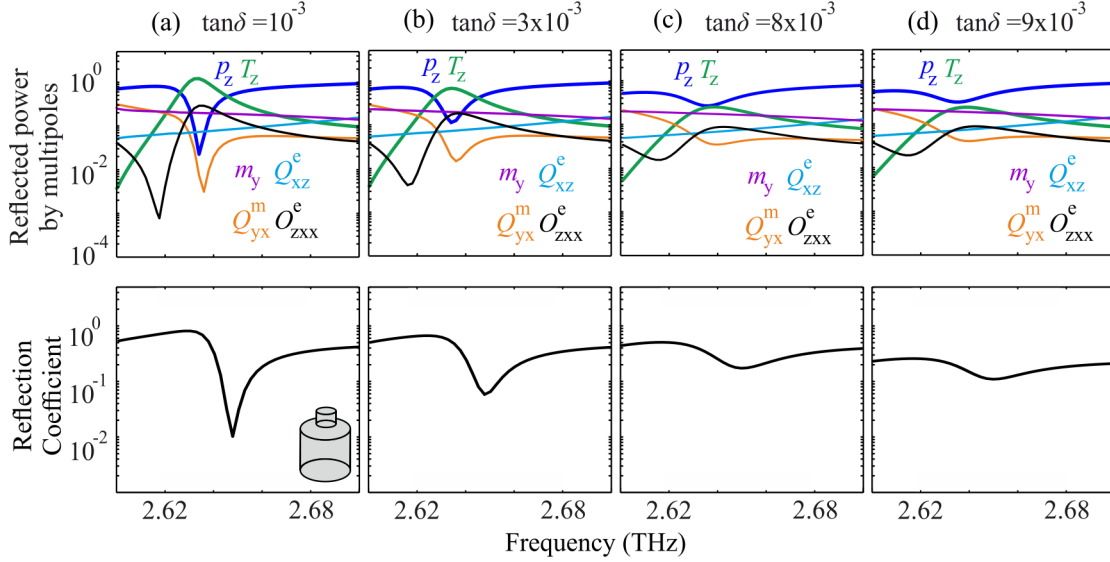 (a) tanδ =10⁻³ (b) tanδ =3x10⁻³ (c) tanδ =8x10⁻³ (d) tanδ =9x10⁻³
Reflected power
by multipoles
10⁰
10⁻²
10⁻⁴
p_z T_z
m_y Q^e_xz
Q^m_yx O^e_zxx
p_z T_z
m_y Q^e_xz
Q^m_yx O^e_zxx
p_z T_z
m_y Q^e_xz
Q^m_yx O^e_zxx
p_z T_z
m_y Q^e_xz
Q^m_yx O^e_zxx
Reflection
Coefficient
10⁰
10⁻¹
10⁻²
2.62 2.68 2.62 2.68 2.62 2.68 2.62 2.68
Frequency (THz)